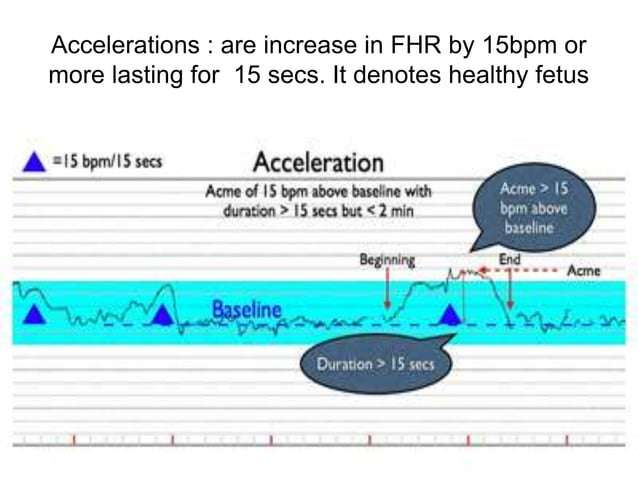 Accelerations : are increase in FHR by 15bpm or
more lasting for 15 secs. It denotes healthy fetus
=15 bpm/15 secs
Acceleration
Acme of 15 bpm above baseline with
duration > 15 secs but < 2 min
Acme > 15
bpm above
baseline
Beginning
End
Acme
Baseline
Duration > 15 secs